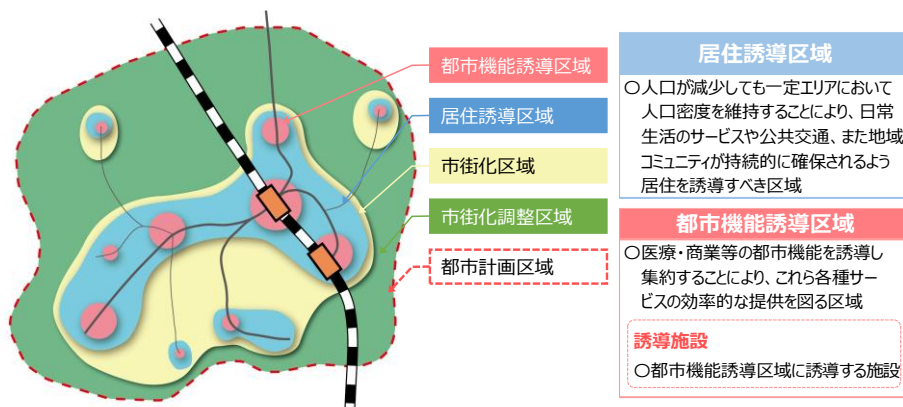 都市機能誘導区域
居住誘導区域
市街化区域
市街化調整区域
都市計画区域
居住誘導区域
○人口が減少しても一定エリアにおいて
人口密度を維持することにより、日常
生活のサービスや公共交通、また地域
コミュニティが持続的に確保されるよう
居住を誘導すべき区域
都市機能誘導区域
○医療・商業等の都市機能を誘導し
集約することにより、これら各種サー
ビスの効率的な提供を図る区域
誘導施設
○都市機能誘導区域に誘導する施設